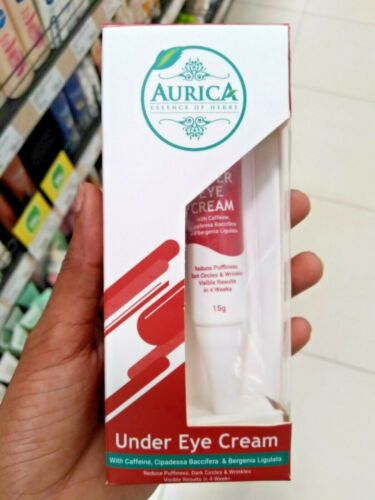 AURICA
ESSENCE OF HERBS
EYE
CREAM
With Caffeine,
Cipadessa Baccifera
Bergenia Ligulata
Reduce Puffiness,
Dark Circles & Wrinkles
Visible Results
in 4 Weeks
15g
Under Eye Cream
With Caffeine, Cipadessa Baccifera & Bergenia Ligulata
Reduce Puffiness, Dark Circles & Wrinkles
Visible Results in 4 Weeks